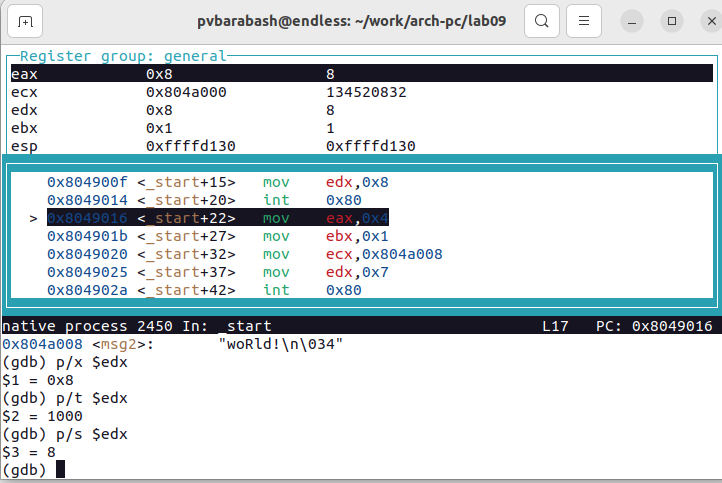 pvbarabash@endless: ~/work/arch-pc/lab09
Register group: general
eax 0x8 8
ecx 0x804a000 134520832
edx 0x8 8
ebx 0x1 1
esp 0xffffd130 0xffffd130
0x804900f <_start+15> mov edx,0x8
0x8049014 <_start+20> int 0x80
> 0x8049016 <_start+22> mov eax,0x4
0x804901b <_start+27> mov ebx,0x1
0x8049020 <_start+32> mov ecx,0x804a008
0x8049025 <_start+37> mov edx,0x7
0x804902a <_start+42> int 0x80
native process 2450 In: _start L17 PC: 0x8049016
0x804a008 <msg2>: "woRld!\n\034"
(gdb) p/x $edx
$1 = 0x8
(gdb) p/t $edx
$2 = 1000
(gdb) p/s $edx
$3 = 8
(gdb)